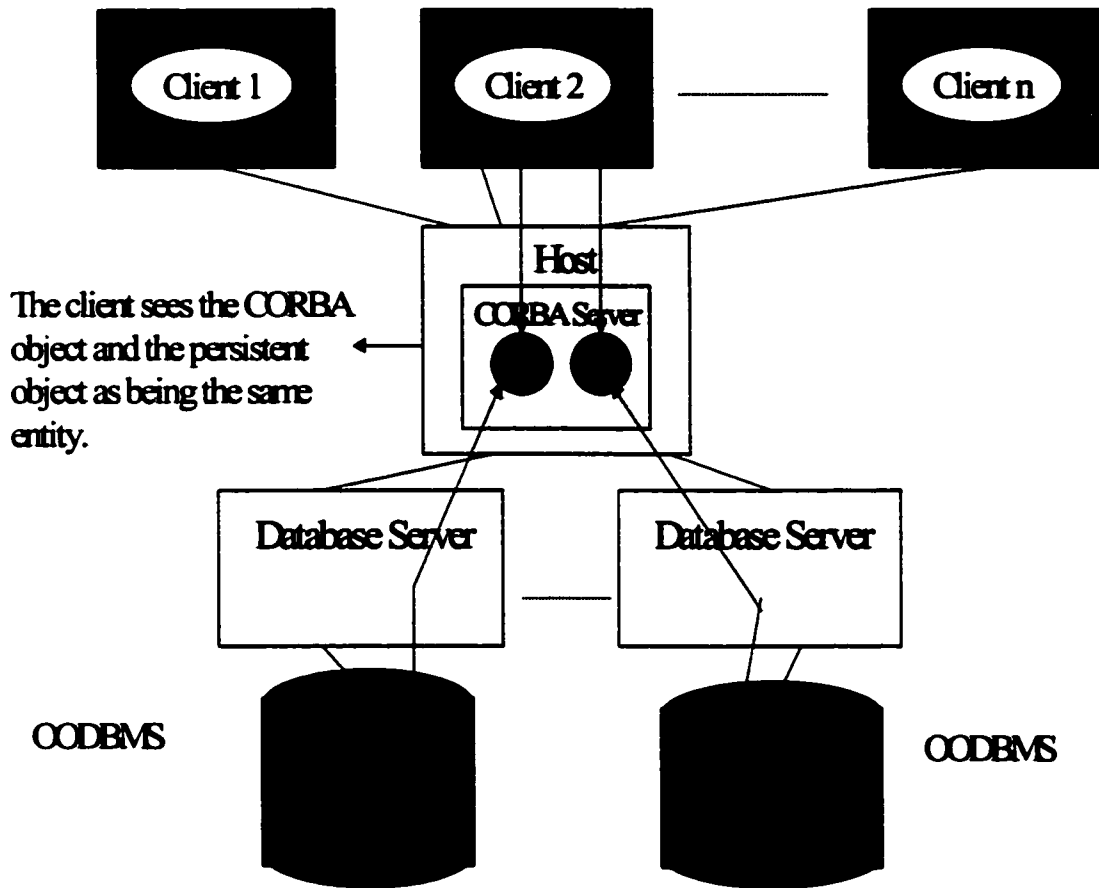 Client 1
Client 2
Client n
Host
CORBA Server
The client sees the CORBA
object and the persistent
object as being the same
entity.
Database Server
Database Server
OODBMS
OODBMS